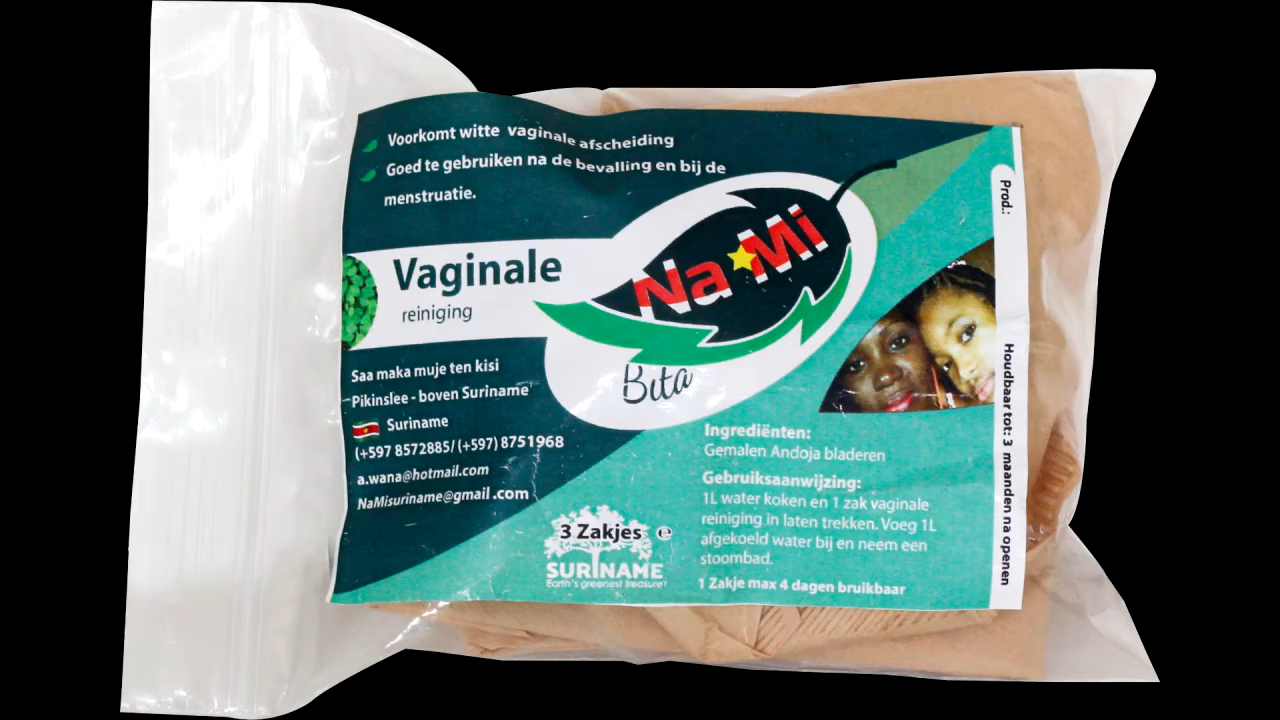 Voorkomt witte vaginale afscheiding
Goed te gebruiken na de bevalling en bij de
menstruatie.
Vaginale
reiniging
Na Mi
Bita
Saa maka muje ten kisi
Pikinslee - boven Suriname
Suriname
(+597 8572885/ (+597) 8751968
a.wana@hotmail.com
NaMisuriname@gmail.com
3 Zakjes e
SURINAME
Earth's greenest treasure
Ingrediënten:
Gemalen Andoja bladeren
Gebruiksaanwijzing:
1L water koken en 1 zak vaginale
reiniging in laten trekken. Voeg 1L
afgekoeld water bij en neem een
stoombad.
1 Zakje max 4 dagen bruikbaar
Prod.:
Houdbaar tot: 3 maanden na openen